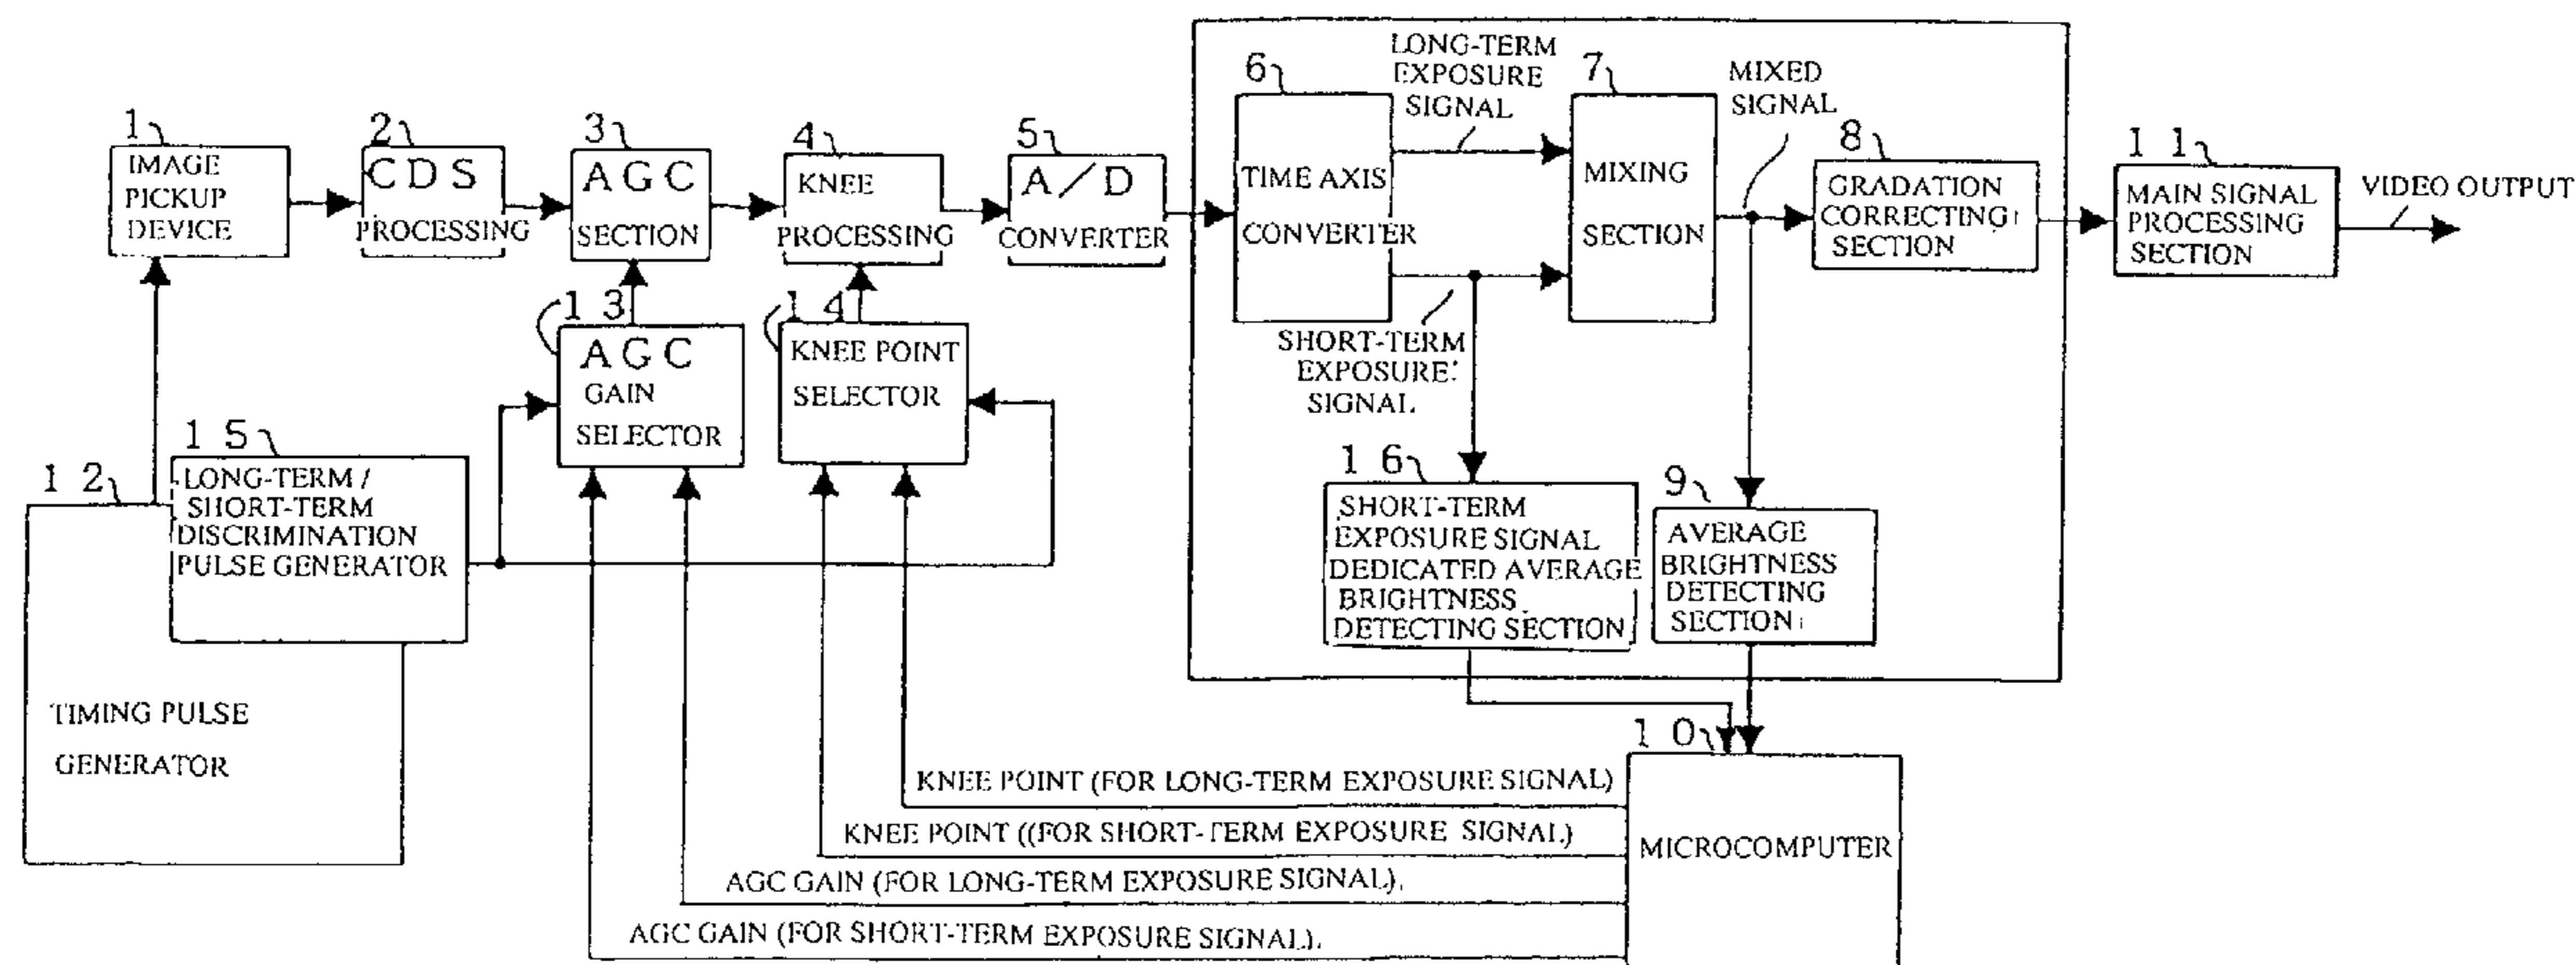 1
IMAGE
PICKUP
DEVICE
2
CDS
PROCESSING
3
AGC
SECTION
4
KNEE
PROCESSING
5
A/D
CONVERTER
6
TIME AXIS
CONVERTER
LONG-TERM
EXPOSURE
SIGNAL
SHORT-TERM
EXPOSURE
SIGNAL
7
MIXING
SECTION
MIXED
SIGNAL
8
GRADATION
CORRECTING
SECTION
11
MAIN SIGNAL
PROCESSING
SECTION
VIDEO OUTPUT
13
AGC
GAIN
SELECTOR
14
KNEE POINT
SELECTOR
15
LONG-TERM /
SHORT-TERM
DISCRIMINATION
PULSE GENERATOR
12
TIMING PULSE
GENERATOR
16
SHORT-TERM
EXPOSURE SIGNAL
DEDICATED AVERAGE
BRIGHTNESS
DETECTING SECTION
9
AVERAGE
BRIGHTNESS
DETECTING
SECTION
10
MICROCOMPUTER
KNEE POINT (FOR LONG-TERM EXPOSURE SIGNAL)
KNEE POINT ((FOR SHORT-TERM EXPOSURE SIGNAL)
AGC GAIN (FOR LONG-TERM EXPOSURE SIGNAL)
AGC GAIN (FOR SHORT-TERM EXPOSURE SIGNAL)